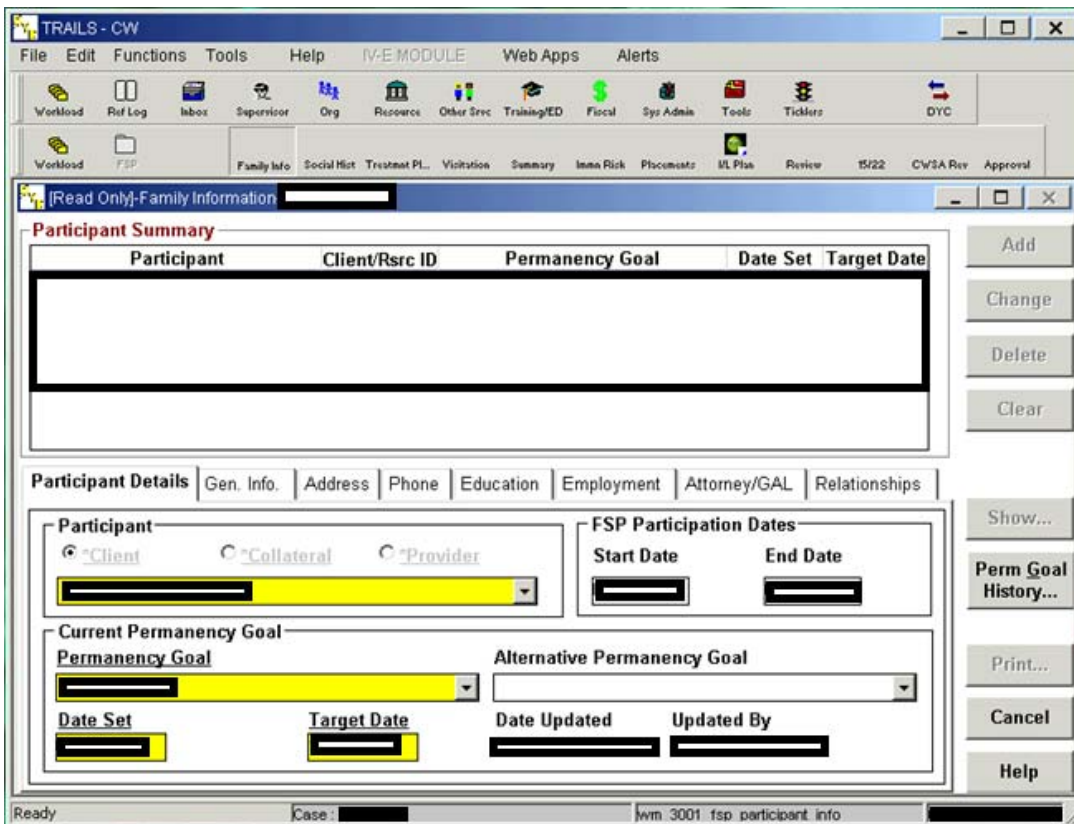 TRAILS - CW
File Edit Functions Tools Help IV-E MODULE Web Apps Alerts
Workload Ref Log Inbox Supervisor Org Resource Other Srvc Training/ED Fiscal Sys Admin Tools Ticklers DYC
Workload FSP Family Info Social Hist Treatmnt Pl... Visitation Summary Immn Risk Placements I/L Plan Review 15/22 CWSA Rev Approval
[Read Only]-Family Information-
Participant Summary
Participant Client/Rsrc ID Permanency Goal Date Set Target Date
Add
Change
Delete
Clear
Participant Details Gen. Info. Address Phone Education Employment Attorney/GAL Relationships
Show...
Participant FSP Participation Dates
*Client *Collateral *Provider Start Date End Date
Perm Goal
History...
Current Permanency Goal
Permanency Goal Alternative Permanency Goal
Print...
Date Set Target Date Date Updated Updated By
Cancel
Help
Ready Case : wm_3001_fsp_participant_info